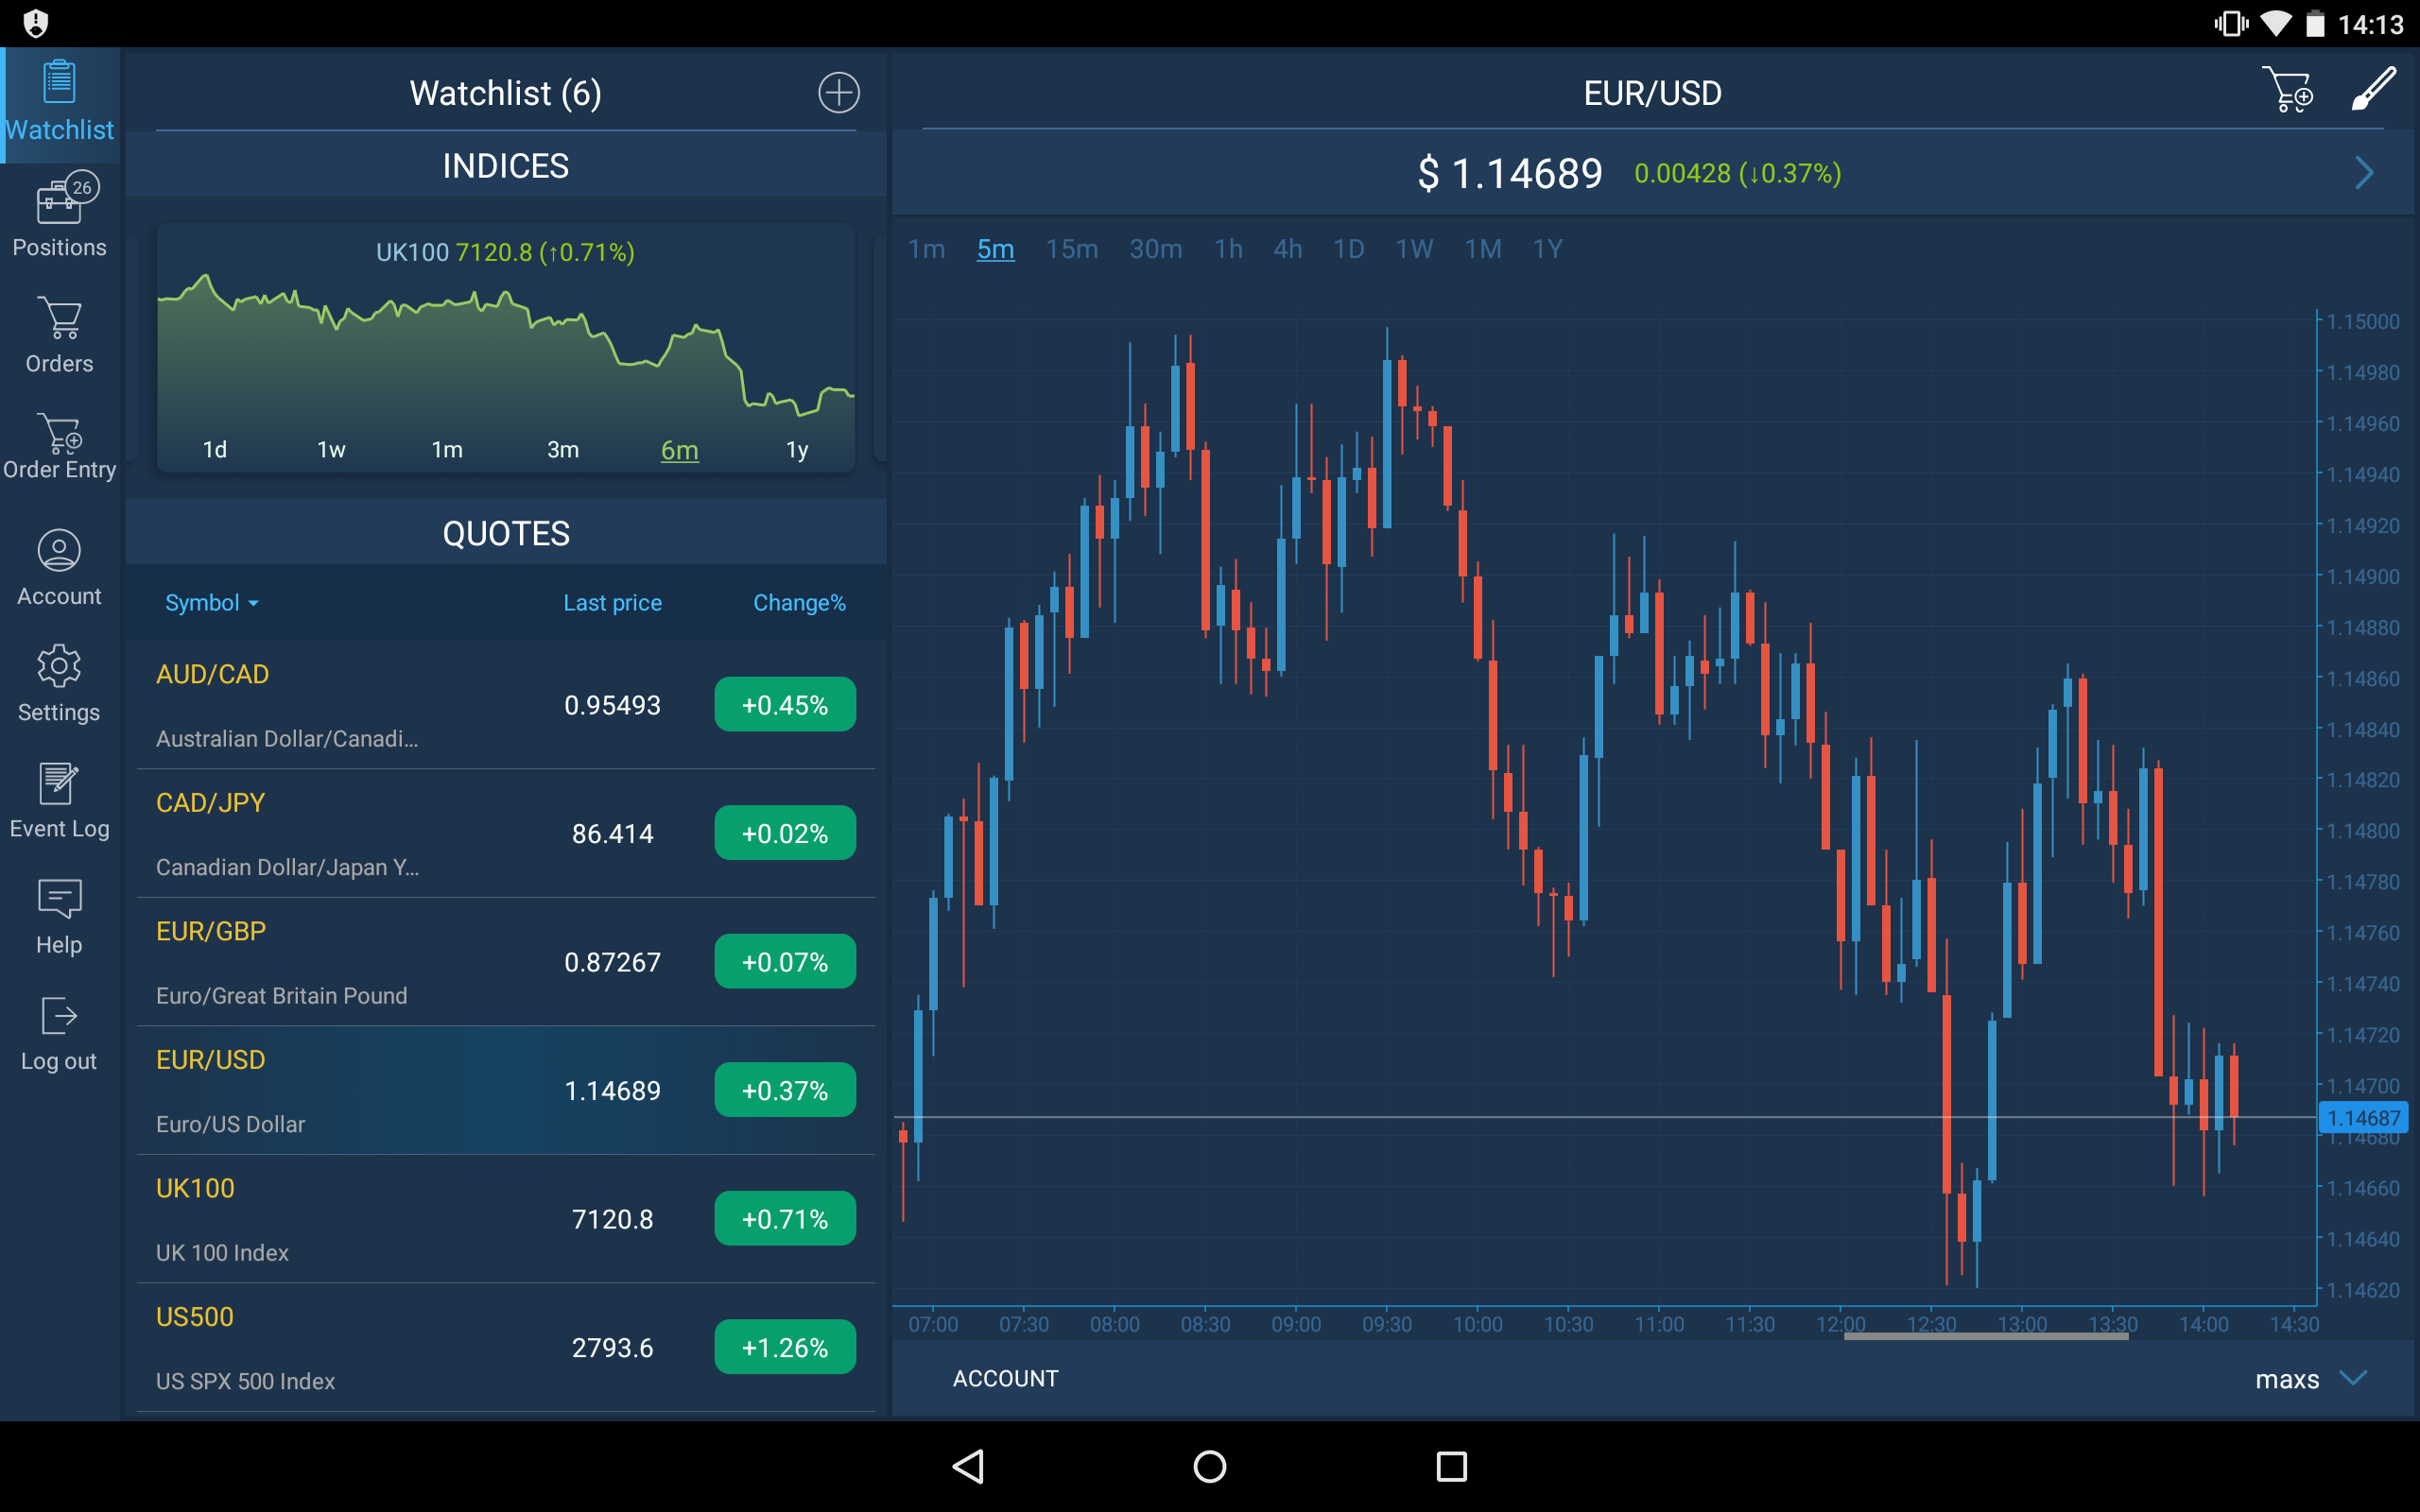 14:13
Watchlist
26
Positions
Orders
Order Entry
Account
Settings
Event Log
Help
Log out
Watchlist (6)
INDICES
UK100 7120.8 (↑0.71%)
1d 1w 1m 3m 6m 1y
QUOTES
Symbol Last price Change%
AUD/CAD
0.95493 +0.45%
Australian Dollar/Canadi...
CAD/JPY
86.414 +0.02%
Canadian Dollar/Japan Y...
EUR/GBP
0.87267 +0.07%
Euro/Great Britain Pound
EUR/USD
1.14689 +0.37%
Euro/US Dollar
UK100
7120.8 +0.71%
UK 100 Index
US500
2793.6 +1.26%
US SPX 500 Index
EUR/USD
$ 1.14689 0.00428 (↓0.37%)
1m 5m 15m 30m 1h 4h 1D 1W 1M 1Y
1.15000
1.14980
1.14960
1.14940
1.14920
1.14900
1.14880
1.14860
1.14840
1.14820
1.14800
1.14780
1.14760
1.14740
1.14720
1.14700
1.14687
1.14680
1.14660
1.14640
1.14620
07:00 07:30 08:00 08:30 09:00 09:30 10:00 10:30 11:00 11:30 12:00 12:30 13:00 13:30 14:00 14:30
ACCOUNT maxs